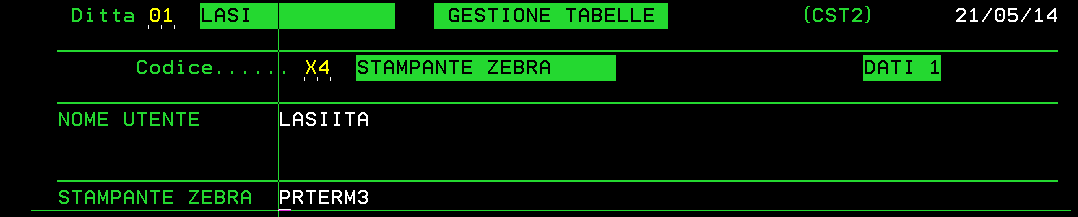 Ditta 01 LASI GESTIONE TABELLE (CST2) 21/05/14
Codice...... X4 STAMPANTE ZEBRA DATI 1
NOME UTENTE LASIITA
STAMPANTE ZEBRA PRTERM3